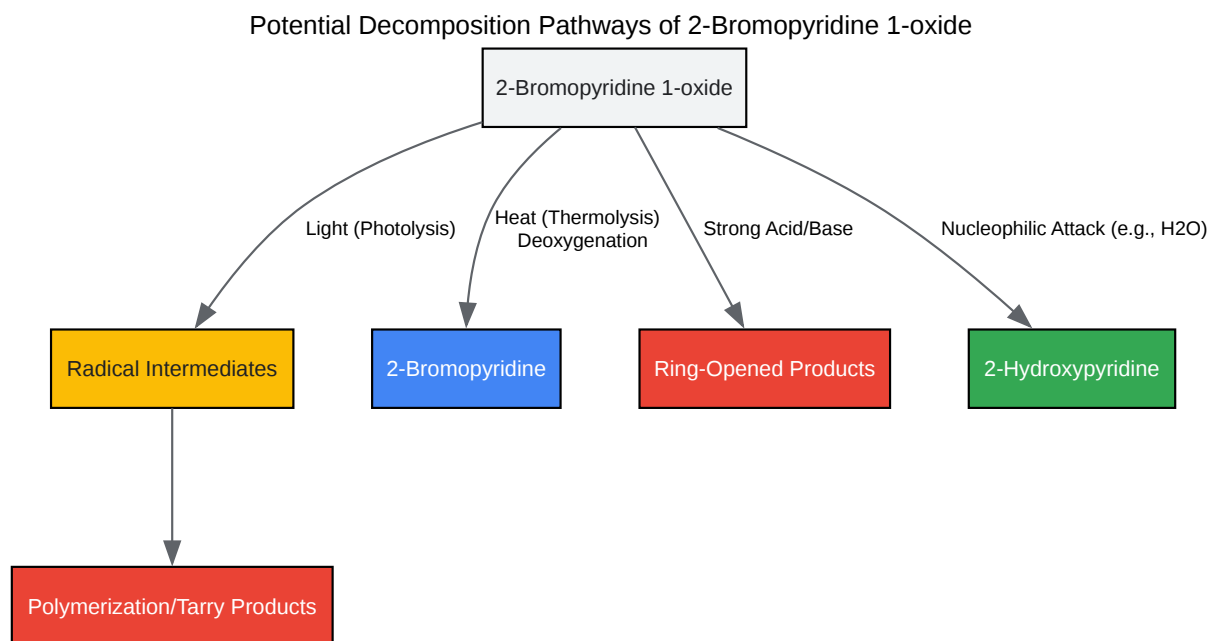 Potential Decomposition Pathways of 2-Bromopyridine 1-oxide
2-Bromopyridine 1-oxide
Light (Photolysis)
Heat (Thermolysis)
Deoxygenation
Strong Acid/Base
Nucleophilic Attack (e.g., H2O)
Radical Intermediates
2-Bromopyridine
Ring-Opened Products
2-Hydroxypyridine
Polymerization/Tarry Products